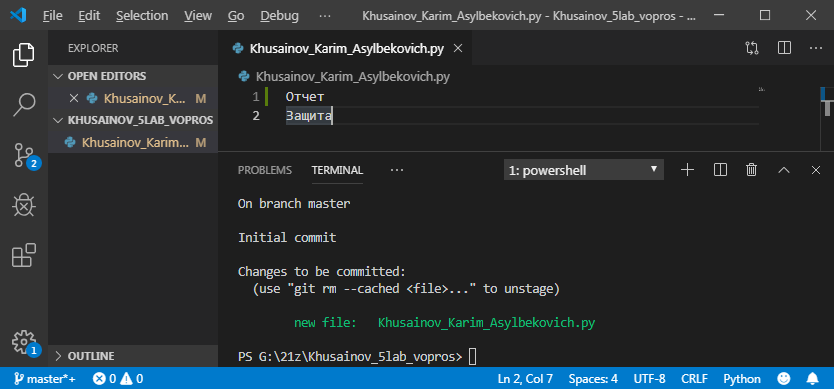 File Edit Selection View Go Debug ··· Khusainov_Karim_Asylbekovich.py - Khusainov_5lab_vopros - ...
EXPLORER
OPEN EDITORS
Khusainov_K... M
KHUSAINOV_5LAB_VOPROS
Khusainov_Karim... M
OUTLINE
2
1
Khusainov_Karim_Asylbekovich.py
Khusainov_Karim_Asylbekovich.py
1 Отчет
2 Защита
PROBLEMS TERMINAL ··· 1: powershell
On branch master
Initial commit
Changes to be committed:
(use "git rm --cached <file>..." to unstage)
new file: Khusainov_Karim_Asylbekovich.py
PS G:\21z\Khusainov_5lab_vopros>
master*+ 0 0 Ln 2, Col 7 Spaces: 4 UTF-8 CRLF Python